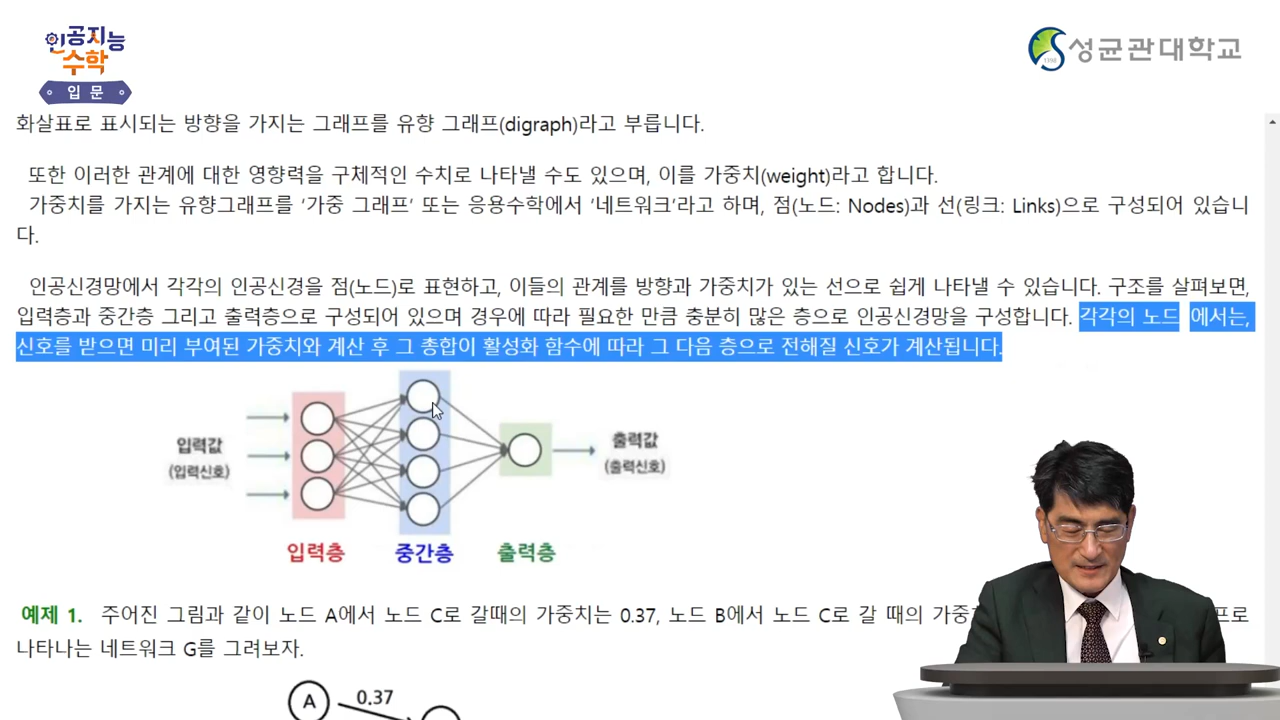 인공지능
수학
입문
성균관대학교
화살표로 표시되는 방향을 가지는 그래프를 유향 그래프(digraph)라고 부릅니다.
또한 이러한 관계에 대한 영향력을 구체적인 수치로 나타낼 수도 있으며, 이를 가중치(weight)라고 합니다.
가중치를 가지는 유향그래프를 '가중 그래프' 또는 응용수학에서 '네트워크'라고 하며, 점(노드: Nodes)과 선(링크: Links)으로 구성되어 있습니
다.
인공신경망에서 각각의 인공신경을 점(노드)로 표현하고, 이들의 관계를 방향과 가중치가 있는 선으로 쉽게 나타낼 수 있습니다. 구조를 살펴보면,
입력층과 중간층 그리고 출력층으로 구성되어 있으며 경우에 따라 필요한 만큼 충분히 많은 층으로 인공신경망을 구성합니다. 각각의 노드 에서는,
신호를 받으면 미리 부여된 가중치와 계산 후 그 총합이 활성화 함수에 따라 그 다음 층으로 전해질 신호가 계산됩니다.
입력값
(입력신호)
출력값
(출력신호)
입력층 중간층 출력층
예제 1. 주어진 그림과 같이 노드 A에서 노드 C로 갈때의 가중치는 0.37, 노드 B에서 노드 C로 갈 때의 프로
나타나는 네트워크 G를 그려보자.
A 0.37